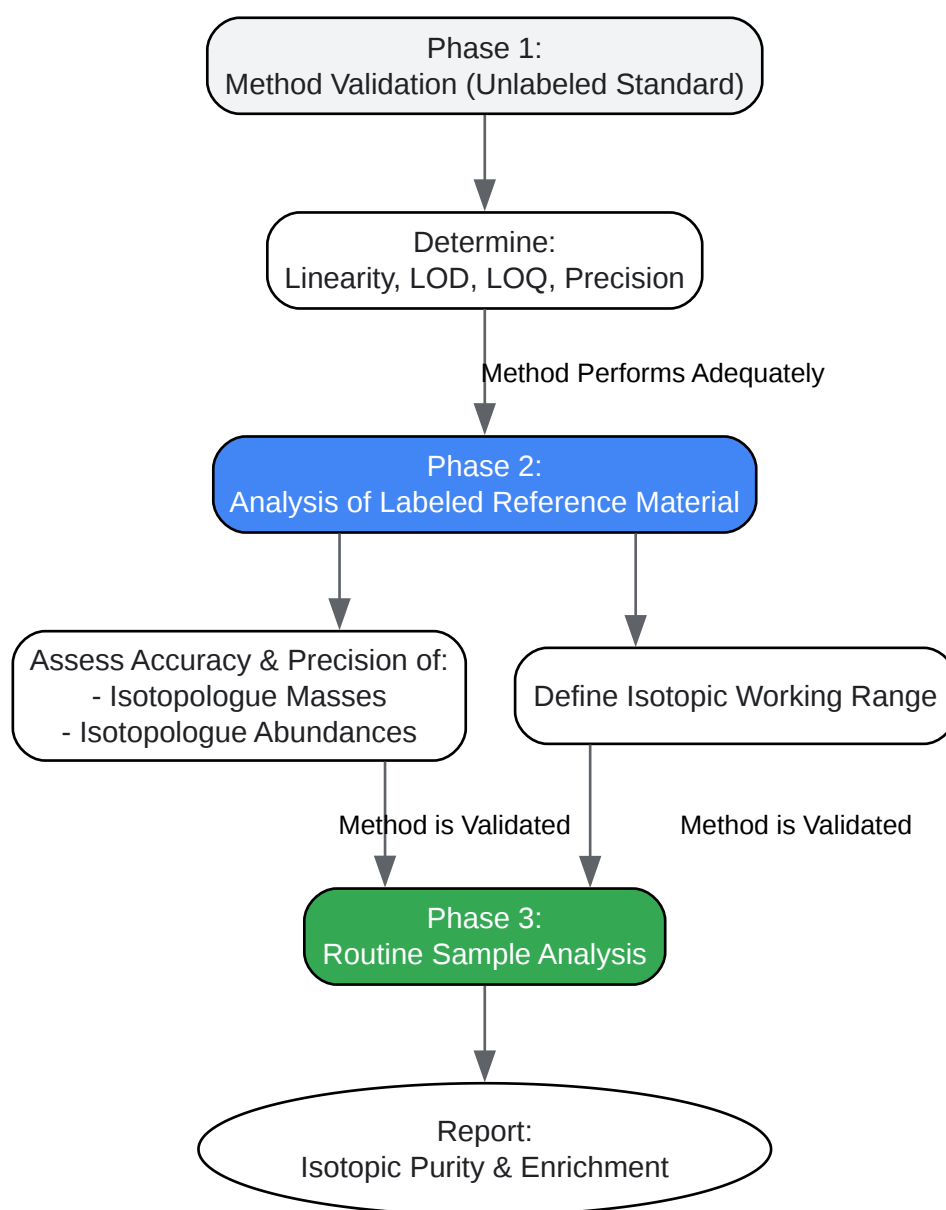 Phase 1:
Method Validation (Unlabeled Standard)
Determine:
Linearity, LOD, LOQ, Precision
Method Performs Adequately
Phase 2:
Analysis of Labeled Reference Material
Assess Accuracy & Precision of:
- Isotopologue Masses
- Isotopologue Abundances
Define Isotopic Working Range
Method is Validated
Method is Validated
Phase 3:
Routine Sample Analysis
Report:
Isotopic Purity & Enrichment